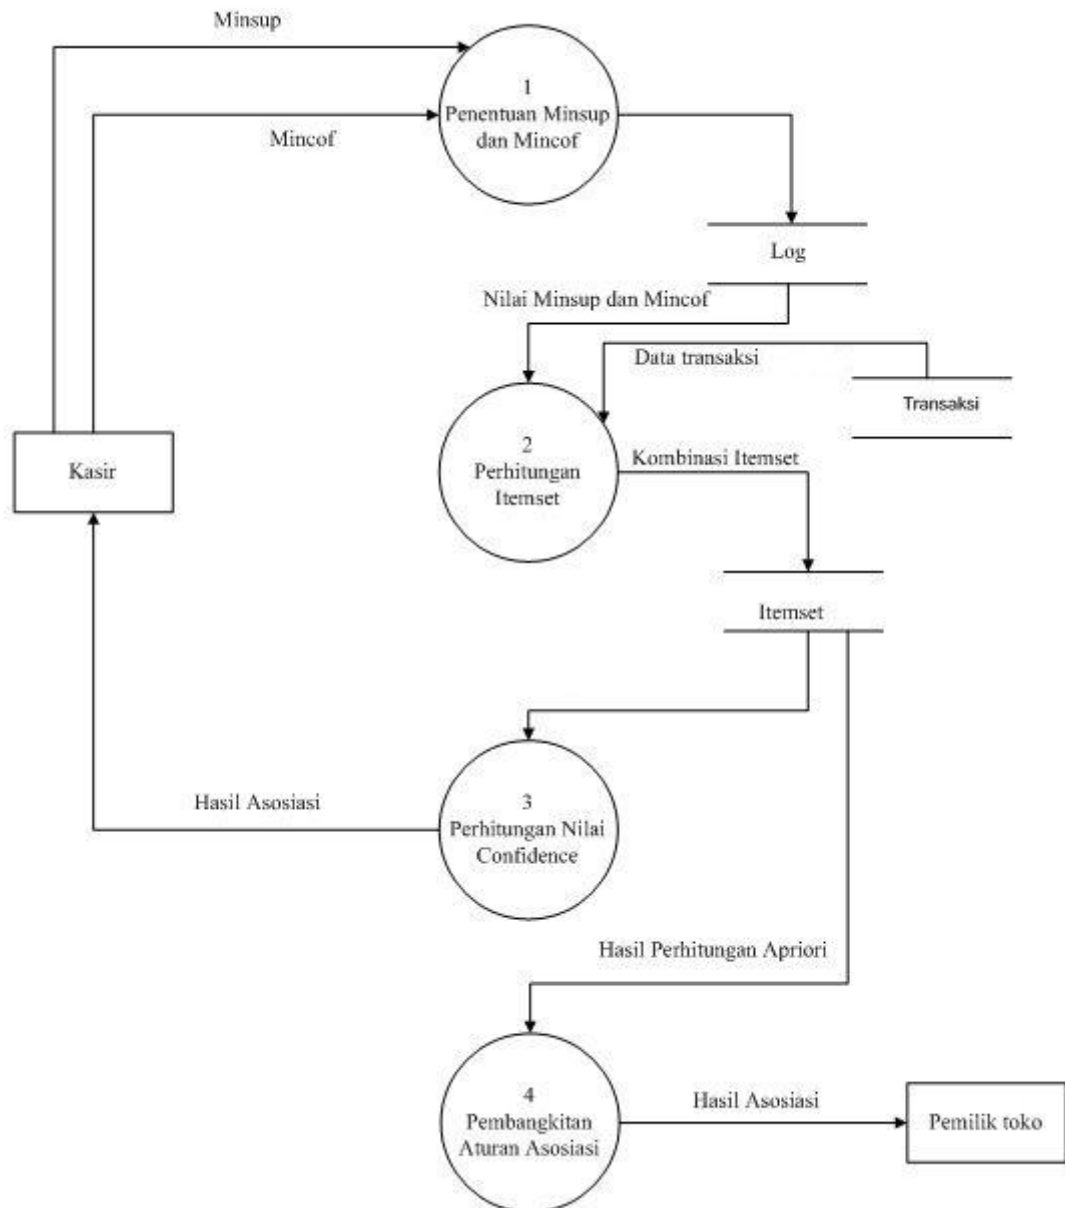 Minsup
1
Penentuan Minsup
dan Mincof
Mincof
Log
Nilai Minsup dan Mincof
Data transaksi
Transaksi
2
Perhitungan
Itemset
Kombinasi Itemset
Kasir
Itemset
Hasil Asosiasi
3
Perhitungan Nilai
Confidence
Hasil Perhitungan Apriori
4
Pembangkitan
Aturan Asosiasi
Hasil Asosiasi
Pemilik toko